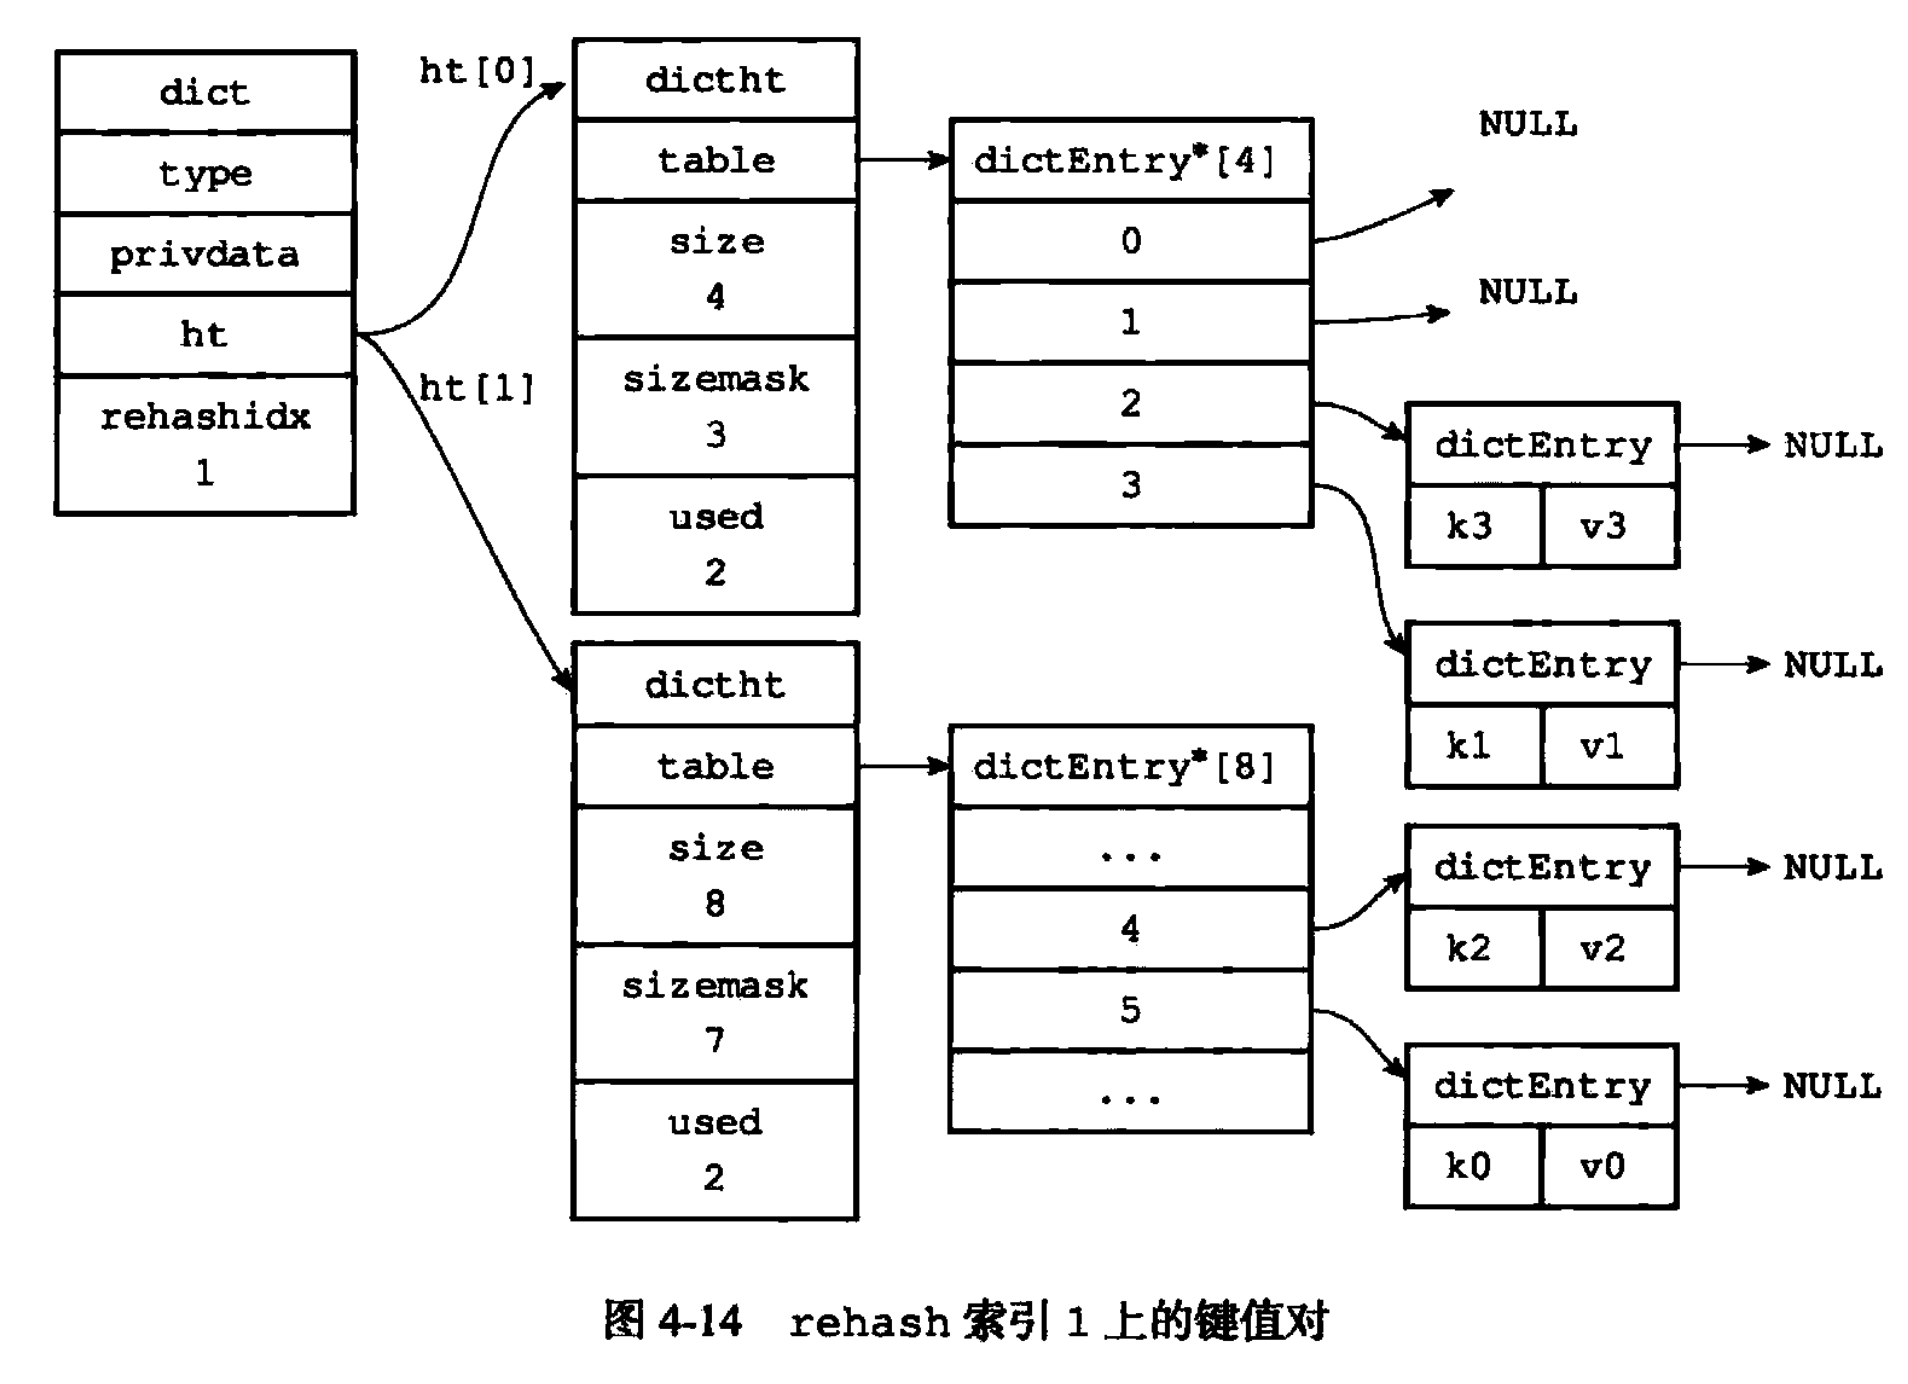 dict
type
privdata
ht
rehashidx
1
ht[0]
ht[1]
dictht
table
size
4
sizemask
3
used
2
dictEntry*[4]
0
1
2
3
NULL
NULL
dictEntry
NULL
k3
v3
dictEntry
NULL
k1
v1
dictht
table
size
8
sizemask
7
used
2
dictEntry*[8]
...
4
5
...
dictEntry
NULL
k2
v2
dictEntry
NULL
k0
v0
图 4-14 rehash 索引 1 上的键值对